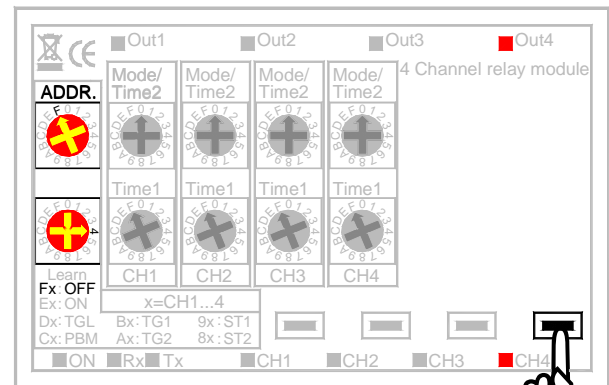 Out1 Out2 Out3 Out4
4 Channel relay module
ADDR.
Mode/ Mode/ Mode/ Mode/
Time2 Time2 Time2 Time2
Time1 Time1 Time1 Time1
CH1 CH2 CH3 CH4
Learn
Fx: OFF
Ex: ON x=CH1...4
Dx: TGL Bx: TG1 9x: ST1
Cx: PBM Ax: TG2 8x: ST2
ON Rx Tx CH1 CH2 CH3 CH4